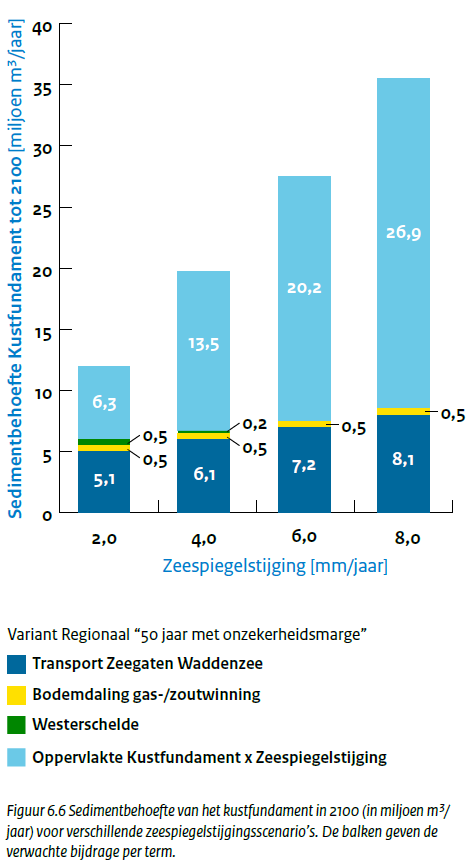 Sedimentbehoefte Kustfundament tot 2100 [miljoen m³/jaar]
40
35
30
25
20
15
10
5
0
6,3
0,5
0,5
5,1
13,5
0,2
0,5
6,1
20,2
0,5
7,2
26,9
0,5
8,1
2,0 4,0 6,0 8,0
Zeespiegelstijging [mm/jaar]
Variant Regionaal “50 jaar met onzekerheidsmarge”
Transport Zeegaten Waddenzee
Bodemdaling gas-/zoutwinning
Westerschelde
Oppervlakte Kustfundament x Zeespiegelstijging
Figuur 6.6 Sedimentbehoefte van het kustfundament in 2100 (in miljoen m³/
jaar) voor verschillende zeespiegelstijgingsscenario’s. De balken geven de
verwachte bijdrage per term.